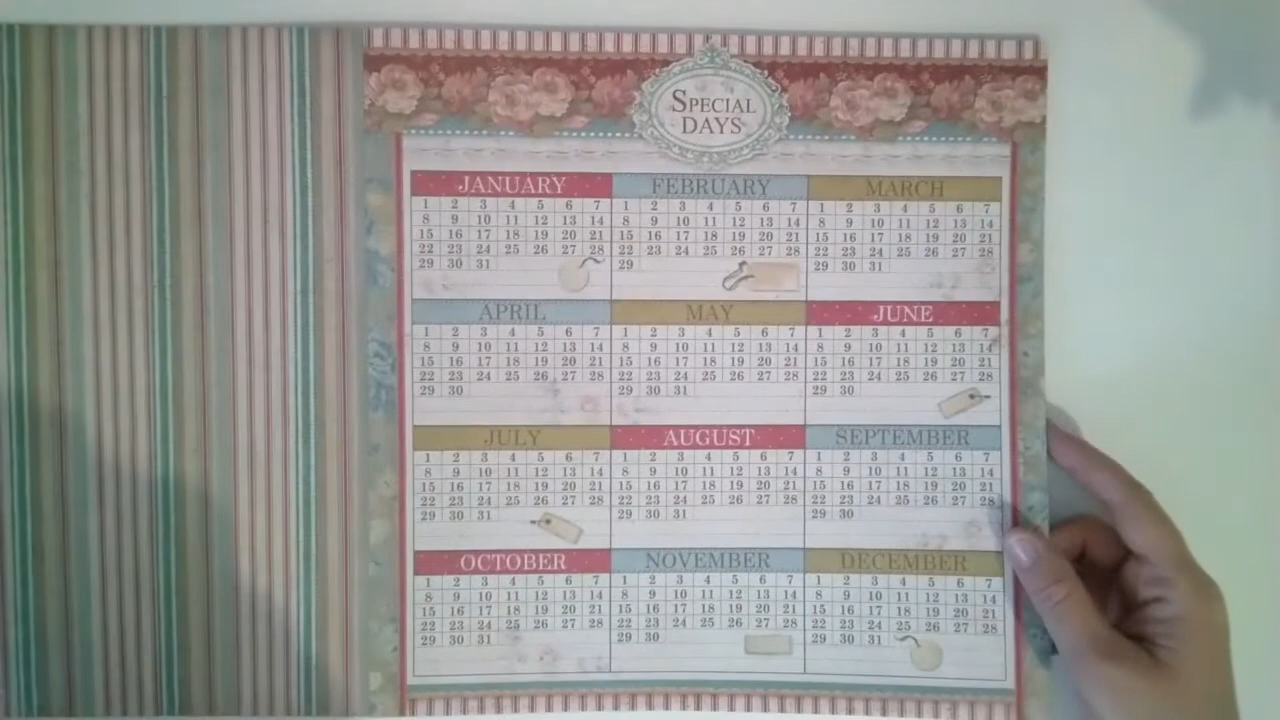 SPECIAL
DAYS
JANUARY FEBRUARY MARCH
1 2 3 4 5 6 7 1 2 3 4 5 6 7 1 2 3 4 5 6 7
8 9 10 11 12 13 14 8 9 10 11 12 13 14 8 9 10 11 12 13 14
15 16 17 18 19 20 21 15 16 17 18 19 20 21 15 16 17 18 19 20 21
22 23 24 25 26 27 28 22 23 24 25 26 27 28 22 23 24 25 26 27 28
29 30 31 29 29 30 31
APRIL MAY JUNE
1 2 3 4 5 6 7 1 2 3 4 5 6 7 1 2 3 4 5 6 7
8 9 10 11 12 13 14 8 9 10 11 12 13 14 8 9 10 11 12 13 14
15 16 17 18 19 20 21 15 16 17 18 19 20 21 15 16 17 18 19 20 21
22 23 24 25 26 27 28 22 23 24 25 26 27 28 22 23 24 25 26 27 28
29 30 29 30 31 29 30
JULY AUGUST SEPTEMBER
1 2 3 4 5 6 7 1 2 3 4 5 6 7 1 2 3 4 5 6 7
8 9 10 11 12 13 14 8 9 10 11 12 13 14 8 9 10 11 12 13 14
15 16 17 18 19 20 21 15 16 17 18 19 20 21 15 16 17 18 19 20 21
22 23 24 25 26 27 28 22 23 24 25 26 27 28 22 23 24 25 26 27 28
29 30 31 29 30 31 29 30
OCTOBER NOVEMBER DECEMBER
1 2 3 4 5 6 7 1 2 3 4 5 6 7 1 2 3 4 5 6 7
8 9 10 11 12 13 14 8 9 10 11 12 13 14 8 9 10 11 12 13 14
15 16 17 18 19 20 21 15 16 17 18 19 20 21 15 16 17 18 19 20 21
22 23 24 25 26 27 28 22 23 24 25 26 27 28 22 23 24 25 26 27 28
29 30 31 29 30 29 30 31